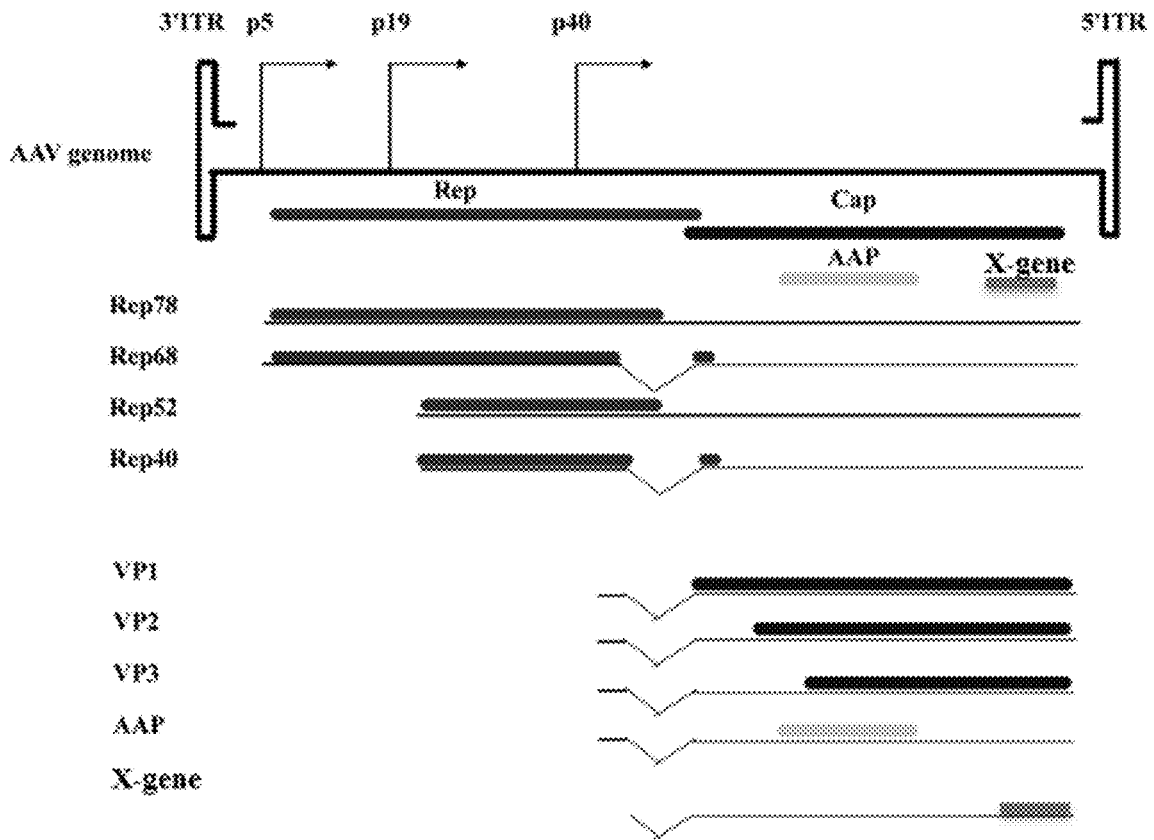 3'ITR p5 p19 p40 5'ITR
AAV genome
Rep
Cap
AAP
X-gene
Rep78
Rep68
Rep52
Rep40
VP1
VP2
VP3
AAP
X-gene